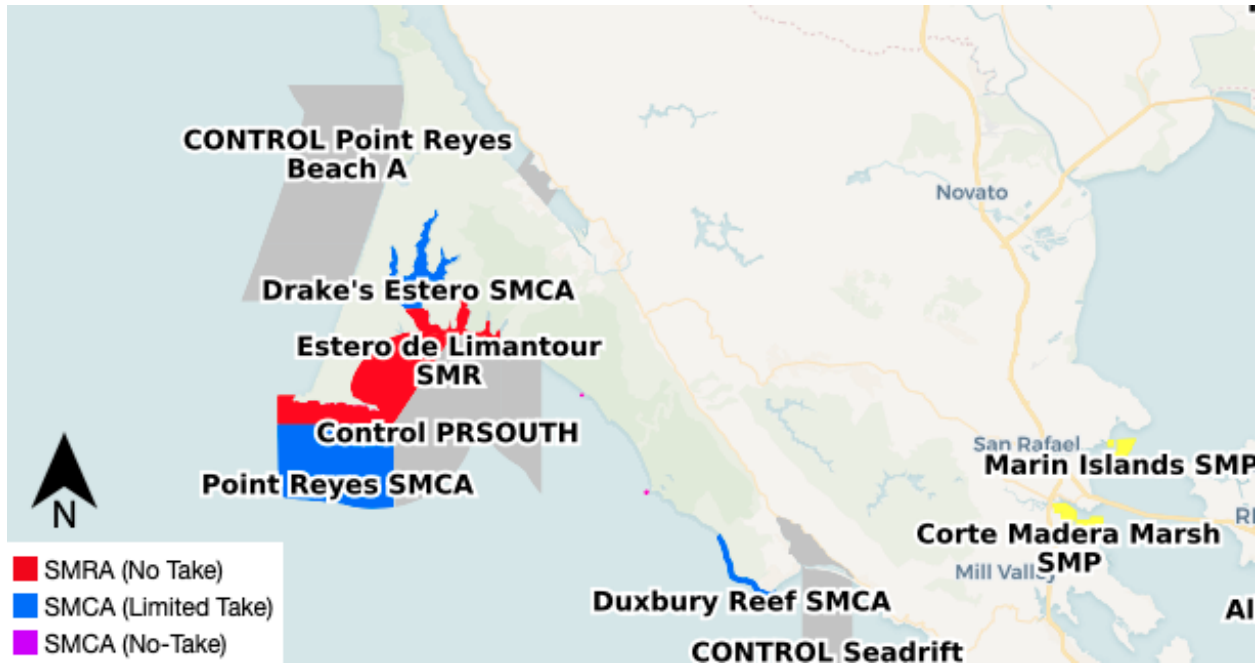 CONTROL Point Reyes
Beach A
Novato
Drake's Estero SMCA
Estero de Limantour
SMR
Control PRSOUTH
San Rafael
Marin Islands SMP
Point Reyes SMCA
N
Corte Madera Marsh
SMP
Mill Valley
SMRA (No Take)
SMCA (Limited Take)
SMCA (No-Take)
Duxbury Reef SMCA
Al
CONTROL Seadrift